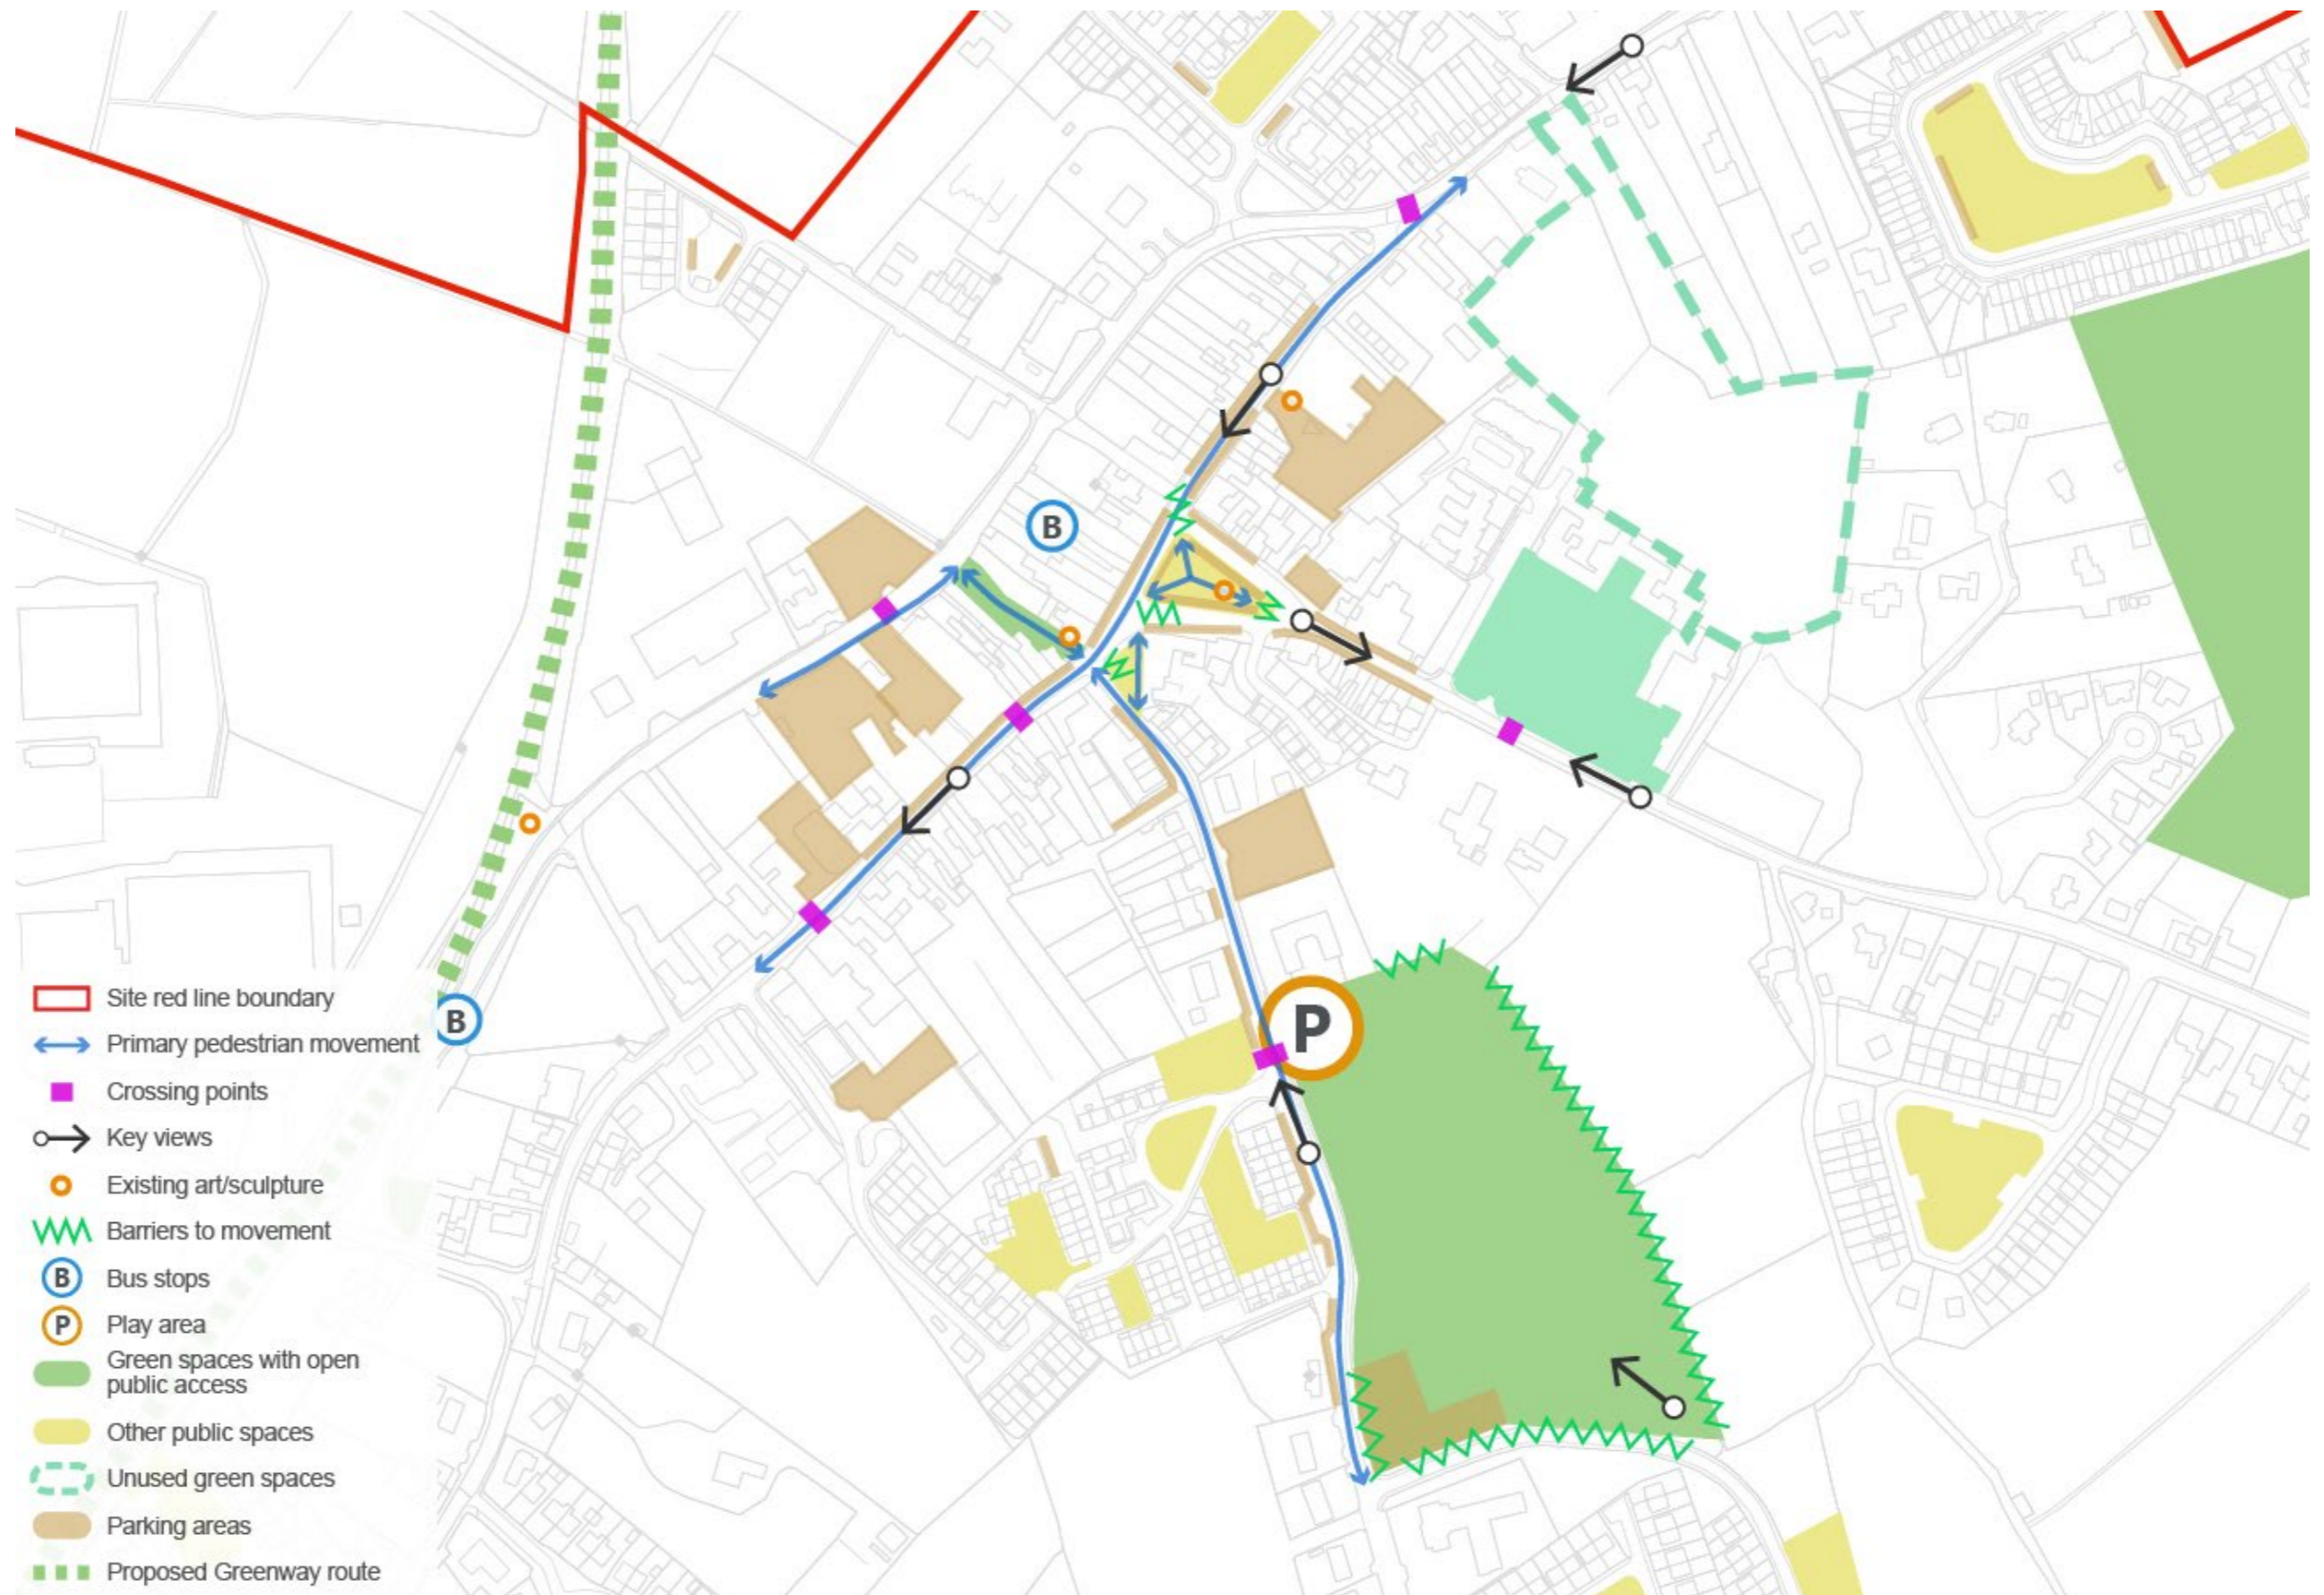 B
B
P
Site red line boundary
Primary pedestrian movement
Crossing points
Key views
Existing art/sculpture
Barriers to movement
B Bus stops
P Play area
Green spaces with open
public access
Other public spaces
Unused green spaces
Parking areas
Proposed Greenway route